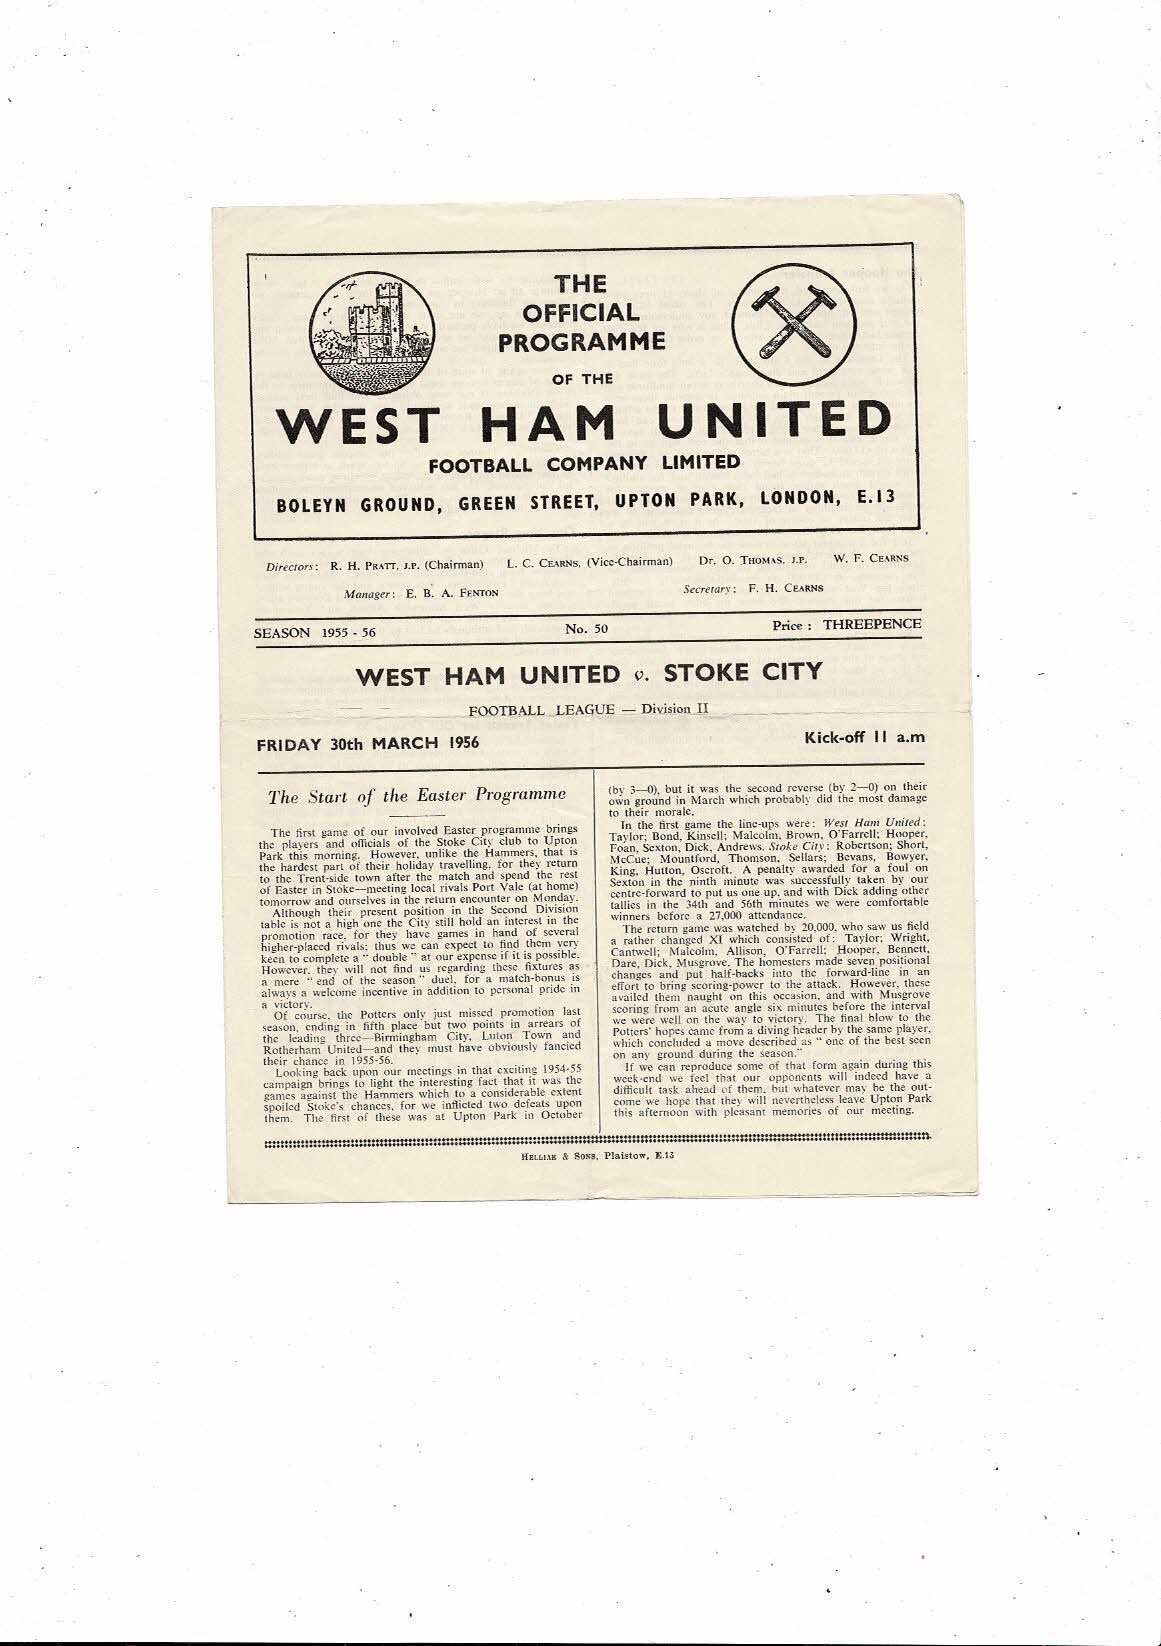 THE
OFFICIAL
PROGRAMME
OF THE
WEST HAM UNITED
FOOTBALL COMPANY LIMITED
BOLEYN GROUND, GREEN STREET, UPTON PARK, LONDON, E.13
Directors: R. H. PRATT, J.P. (Chairman) L. C. CEARNS, (Vice-Chairman) Dr. O. THOMAS, J.P. W. F. CEARNS
Manager: E. B. A. FENTON Secretary: F. H. CEARNS
SEASON 1955 - 56 No. 50 Price : THREEPENCE
WEST HAM UNITED v. STOKE CITY
FOOTBALL LEAGUE — Division II
FRIDAY 30th MARCH 1956 Kick-off 11 a.m
The Start of the Easter Programme
The first game of our involved Easter programme brings
the players and officials of the Stoke City club to Upton
Park this morning. However, unlike the Hammers, that is
the hardest part of their holiday travelling, for they return
to the Trent-side town after the match and spend the rest
of Easter in Stoke—meeting local rivals Port Vale (at home)
tomorrow and ourselves in the return encounter on Monday.
Although their present position in the Second Division
table is not a high one the City still hold an interest in the
promotion race, for they have games in hand of several
higher-placed rivals; thus we can expect to find them very
keen to complete a " double " at our expense if it is possible.
However, they will not find us regarding these fixtures as
a mere " end of the season " duel, for a match-bonus is
always a welcome incentive in addition to personal pride in
a victory.
Of course, the Potters only just missed promotion last
season, ending in fifth place but two points in arrears of
the leading three—Birmingham City, Luton Town and
Rotherham United—and they must have obviously fancied
their chance in 1955-56.
Looking back upon our meetings in that exciting 1954-55
campaign brings to light the interesting fact that it was the
games against the Hammers which to a considerable extent
spoiled Stoke's chances, for we inflicted two defeats upon
them. The first of these was at Upton Park in October
(by 3—0), but it was the second reverse (by 2—0) on their
own ground in March which probably did the most damage
to their morale.
In the first game the line-ups were: West Ham United:
Taylor; Bond, Kinsell; Malcolm, Brown, O'Farrell; Hooper,
Foan, Sexton, Dick, Andrews. Stoke City: Robertson; Short,
McCue; Mountford, Thomson, Sellars; Bevans, Bowyer,
King, Hutton, Oscroft. A penalty awarded for a foul on
Sexton in the ninth minute was successfully taken by our
centre-forward to put us one up, and with Dick adding other
tallies in the 34th and 56th minutes we were comfortable
winners before a 27,000 attendance.
The return game was watched by 20,000, who saw us field
a rather changed XI which consisted of: Taylor; Wright,
Cantwell; Malcolm, Allison, O'Farrell; Hooper, Bennett,
Dare, Dick, Musgrove. The homesters made seven positional
changes and put half-backs into the forward-line in an
effort to bring scoring-power to the attack. However, these
availed them naught on this occasion, and with Musgrove
scoring from an acute angle six minutes before the interval
we were well on the way to victory. The final blow to the
Potters' hopes came from a diving header by the same player,
which concluded a move described as " one of the best seen
on any ground during the season."
If we can reproduce some of that form again during this
week-end we feel that our opponents will indeed have a
difficult task ahead of them, but whatever may be the out-
come we hope that they will nevertheless leave Upton Park
this afternoon with pleasant memories of our meeting.
HELLIAR & SONS, Plaistow, E.13